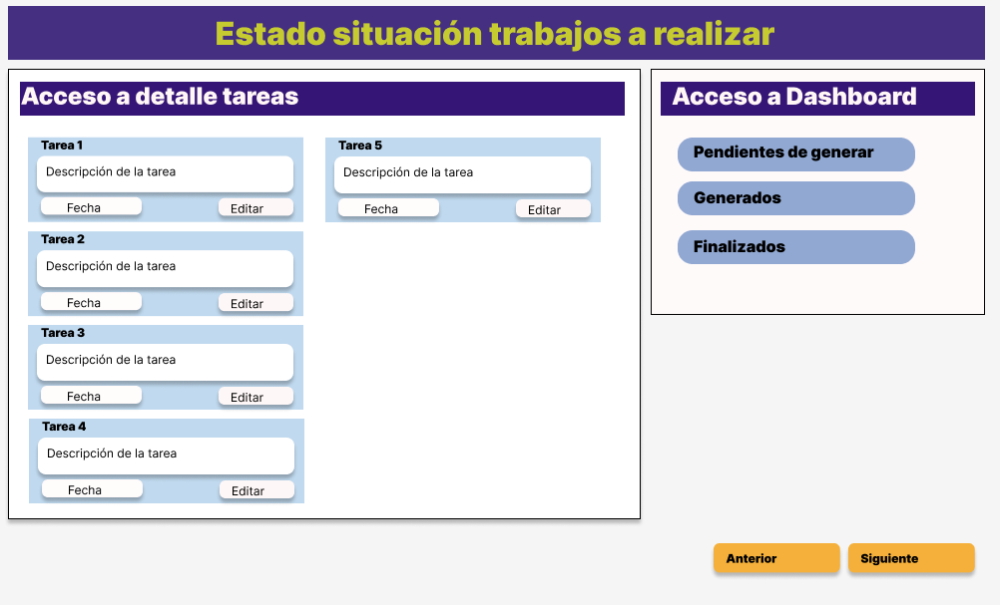 Estado situación trabajos a realizar
Acceso a detalle tareas
Tarea 1
Descripción de la tarea
Fecha
Editar
Tarea 2
Descripción de la tarea
Fecha
Editar
Tarea 3
Descripción de la tarea
Fecha
Editar
Tarea 4
Descripción de la tarea
Fecha
Editar
Tarea 5
Descripción de la tarea
Fecha
Editar
Acceso a Dashboard
Pendientes de generar
Generados
Finalizados
Anterior
Siguiente